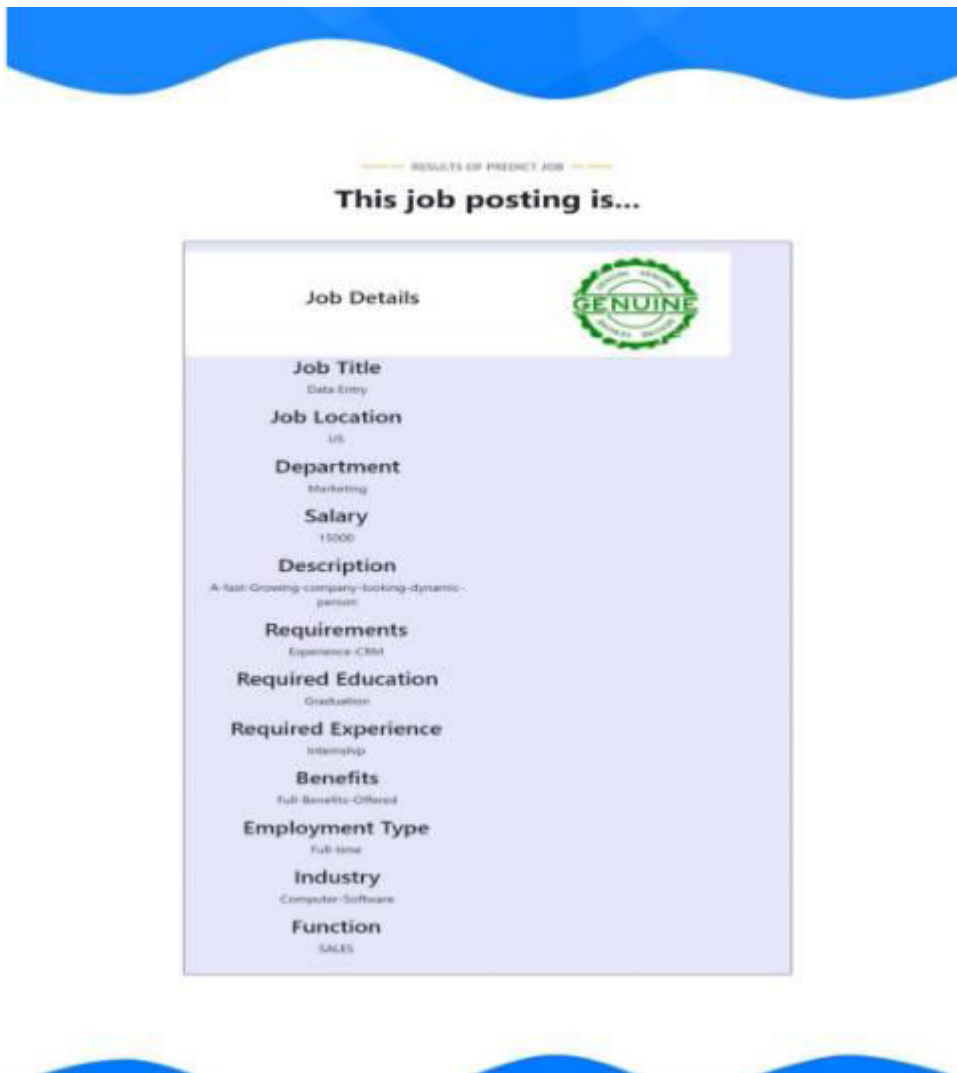 RESULTS OF PREDICT JOB
This job posting is...
Job Details
GENUINE
Job Title
Data Entry
Job Location
US
Department
Marketing
Salary
15000
Description
A-fast-Growing-company-looking-dynamic-
person
Requirements
Experience-CRM
Required Education
Graduation
Required Experience
Internship
Benefits
Full-Benefits-Offered
Employment Type
Full-time
Industry
Computer-Software
Function
SALES